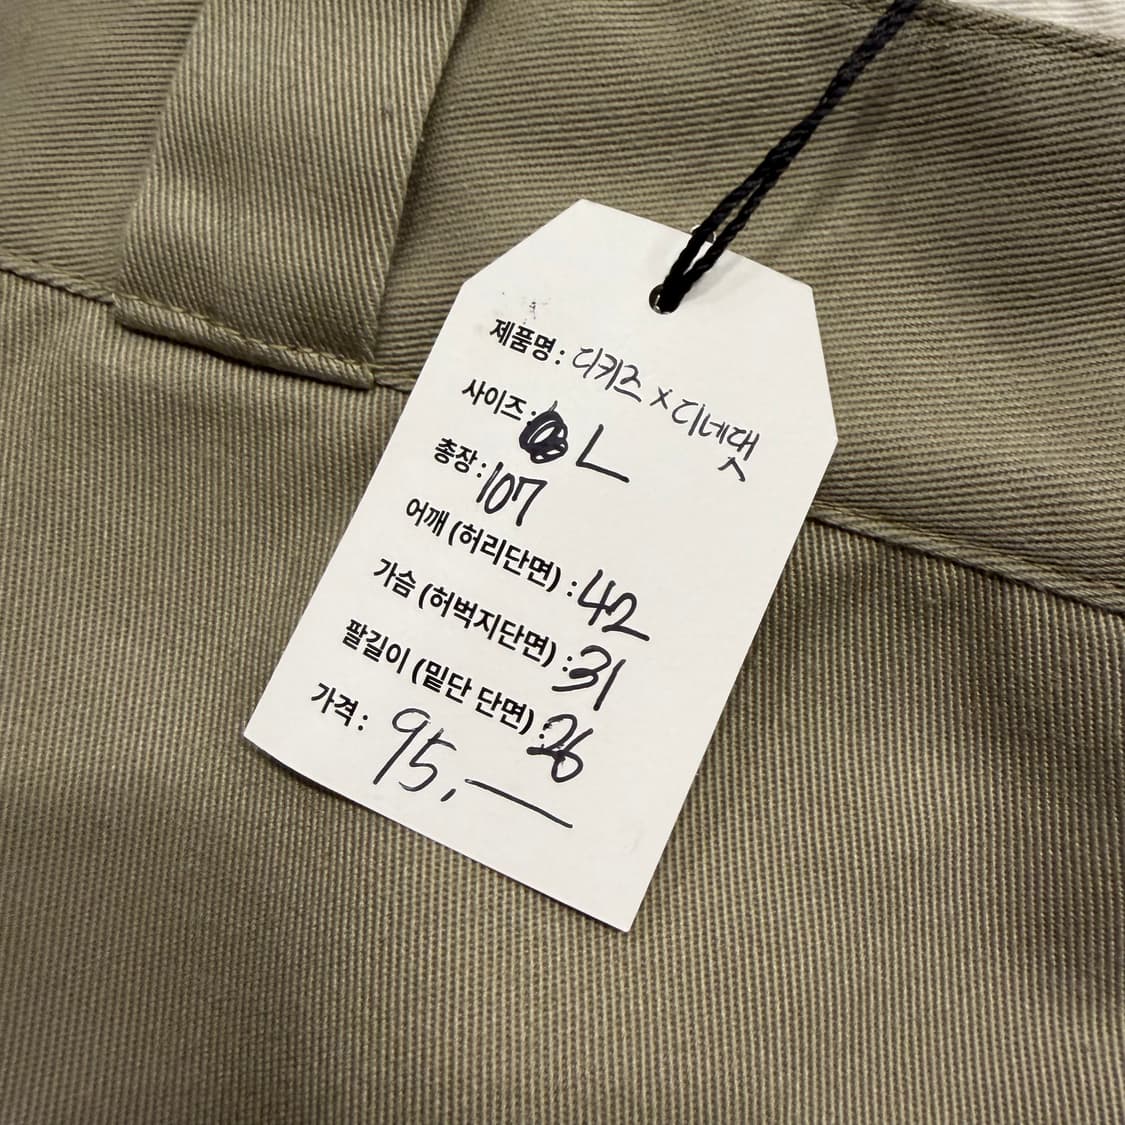 제품명 : 디키즈 x 디네댓
사이즈 : L
총장 : 107
어깨 (허리단면) : 42
가슴 (허벅지단면) : 31
팔길이 (밑단 단면) : 26
가격 : 95,—